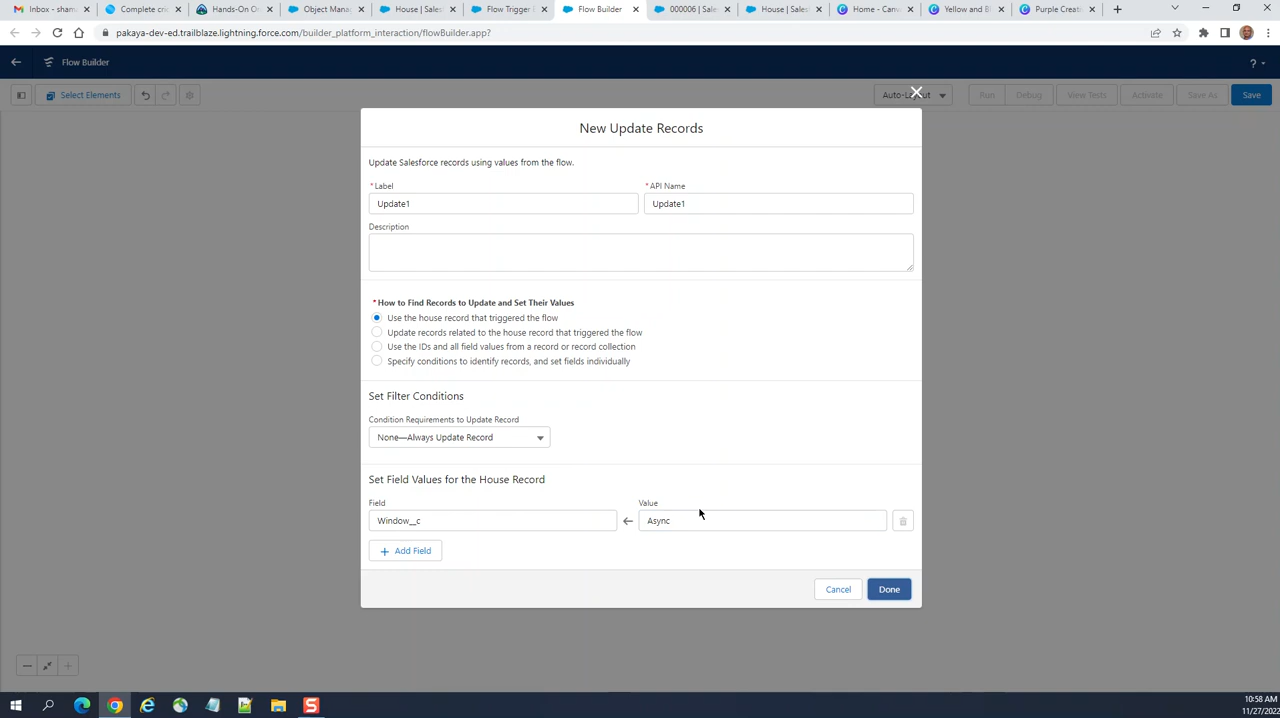 Inbox - sham
Complete cri
Hands-On O
Object Mana
House | Sales
Flow Trigger E
Flow Builder
000006 | Sale
House | Sales
Home - Canv
Yellow and B
Purple Creat
pakaya-dev-ed.trailblaze.lightning.force.com/builder_platform_interaction/flowBuilder.app?
Flow Builder
?
Select Elements
Auto-Layout
Run
Debug
View Tests
Activate
Save As
Save
New Update Records
Update Salesforce records using values from the flow.
* Label
* API Name
Update1
Update1
Description
* How to Find Records to Update and Set Their Values
Use the house record that triggered the flow
Update records related to the house record that triggered the flow
Use the IDs and all field values from a record or record collection
Specify conditions to identify records, and set fields individually
Set Filter Conditions
Condition Requirements to Update Record
None—Always Update Record
Set Field Values for the House Record
Field
Value
Window__c
Async
+ Add Field
Cancel
Done
10:58 AM
11/27/2022